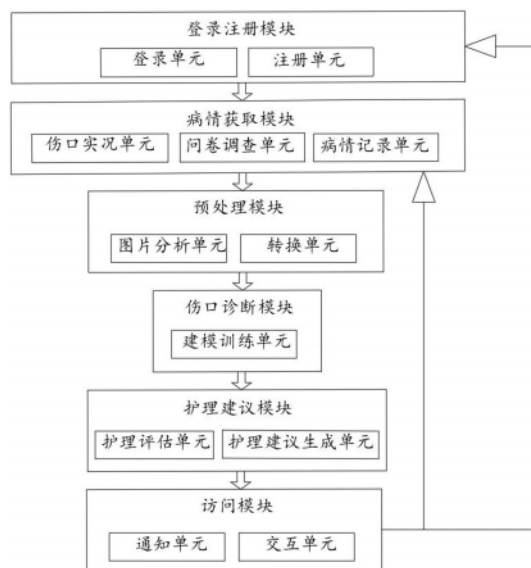 登录注册模块
登录单元 注册单元
病情获取模块
伤口实况单元 问卷调查单元 病情记录单元
预处理模块
图片分析单元 转换单元
伤口诊断模块
建模训练单元
护理建议模块
护理评估单元 护理建议生成单元
访问模块
通知单元 交互单元